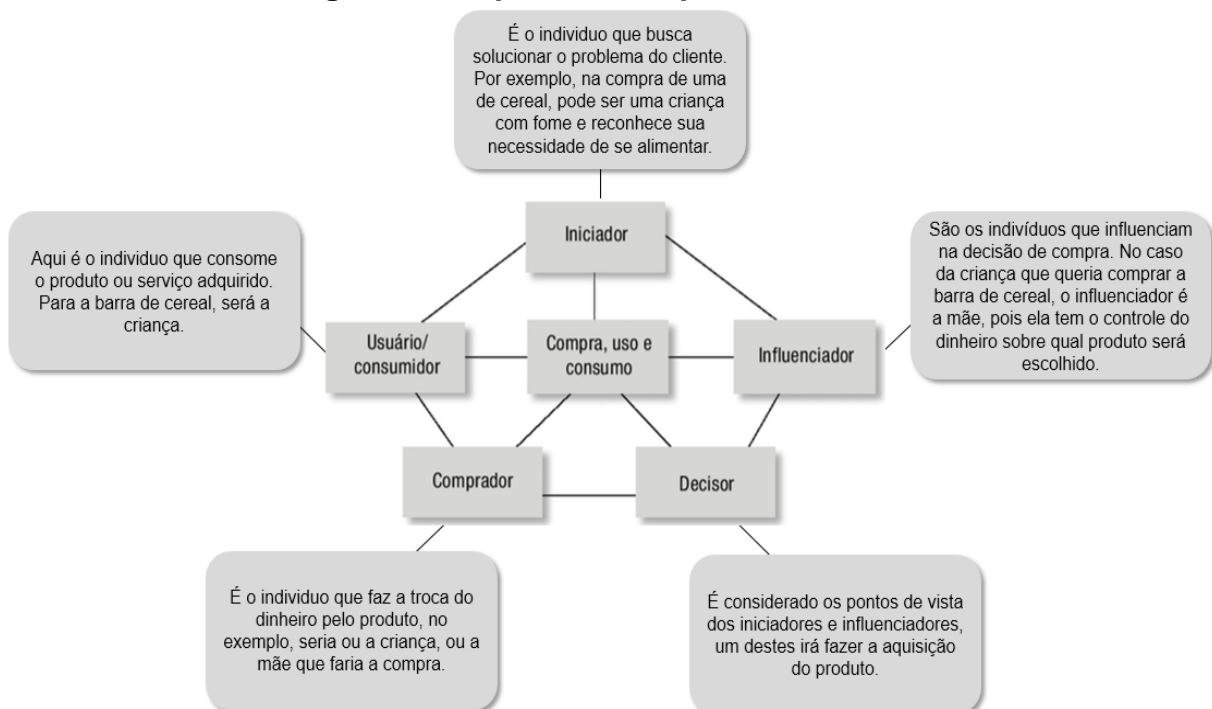 É o individuo que busca
solucionar o problema do cliente.
Por exemplo, na compra de uma
de cereal, pode ser uma criança
com fome e reconhece sua
necessidade de se alimentar.
Iniciador
Aqui é o individuo que consome
o produto ou serviço adquirido.
Para a barra de cereal, será a
criança.
São os indivíduos que influenciam
na decisão de compra. No caso
da criança que queria comprar a
barra de cereal, o influenciador é
a mãe, pois ela tem o controle do
dinheiro sobre qual produto será
escolhido.
Usuário/
consumidor
Compra, uso e
consumo
Influenciador
Comprador
Decisor
É o individuo que faz a troca do
dinheiro pelo produto, no
exemplo, seria ou a criança, ou a
mãe que faria a compra.
É considerado os pontos de vista
dos iniciadores e influenciadores,
um destes irá fazer a aquisição
do produto.